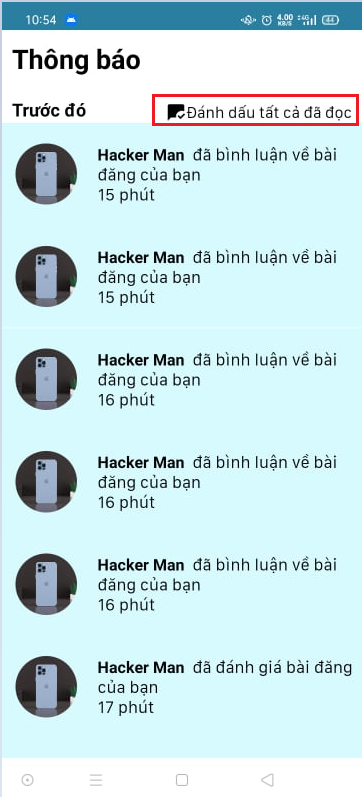 10:54 4.00 KB/S 4G 44
Thông báo
Trước đó Đánh dấu tất cả đã đọc
Hacker Man đã bình luận về bài
đăng của bạn
15 phút
Hacker Man đã bình luận về bài
đăng của bạn
15 phút
Hacker Man đã bình luận về bài
đăng của bạn
16 phút
Hacker Man đã bình luận về bài
đăng của bạn
16 phút
Hacker Man đã bình luận về bài
đăng của bạn
16 phút
Hacker Man đã đánh giá bài đăng
của bạn
17 phút